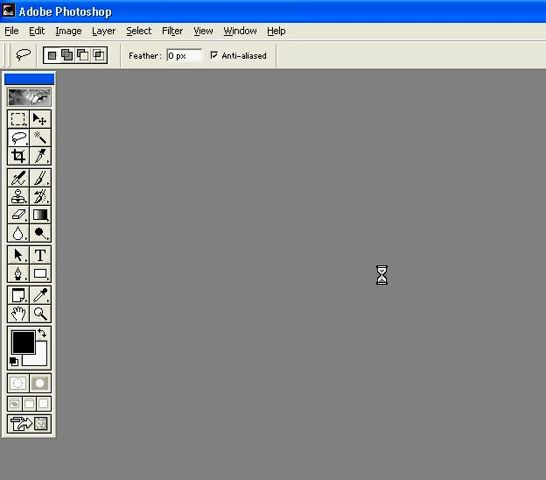 Adobe Photoshop
File Edit Image Layer Select Filter View Window Help
Feather: 0 px Anti-aliased
T